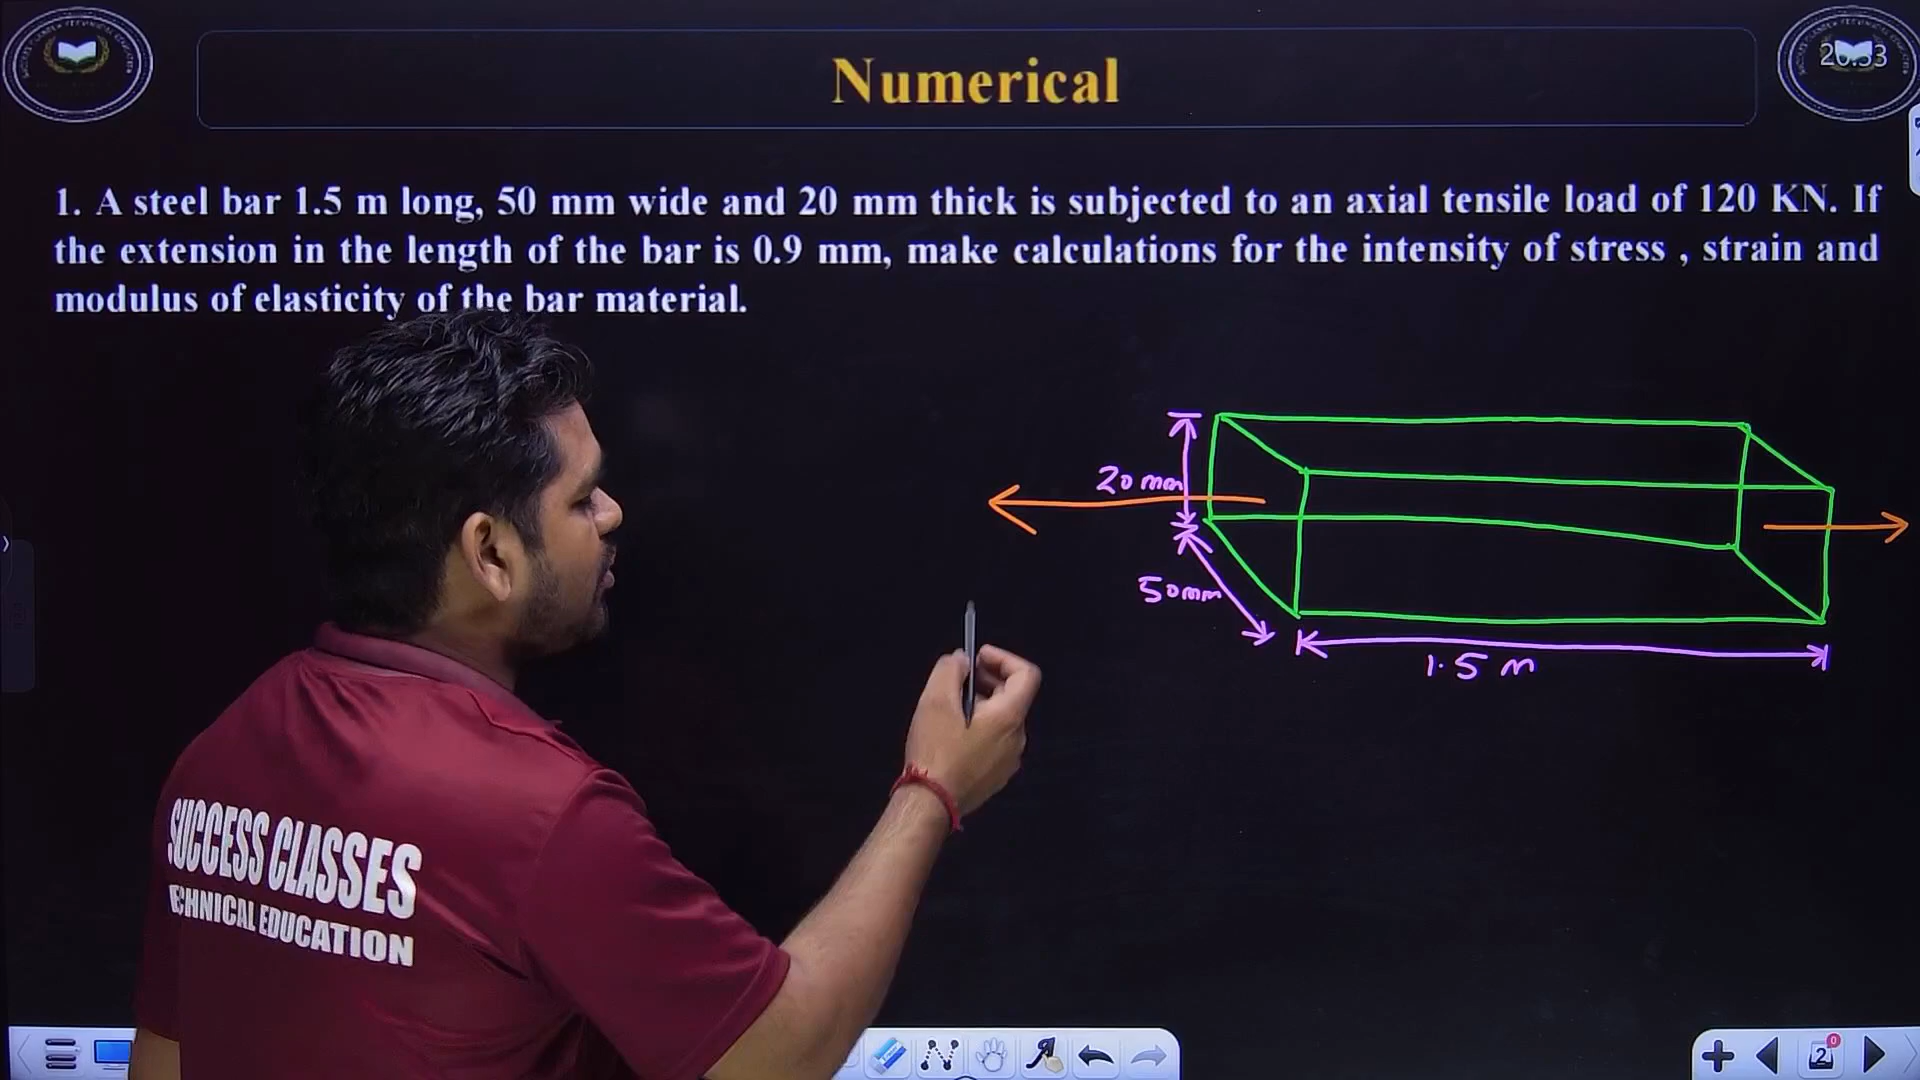 Numerical
1. A steel bar 1.5 m long, 50 mm wide and 20 mm thick is subjected to an axial tensile load of 120 KN. If
the extension in the length of the bar is 0.9 mm, make calculations for the intensity of stress , strain and
modulus of elasticity of the bar material.
20 mm
50mm
1.5 m
SUCCESS CLASSES
ECHNICAL EDUCATION
2
0